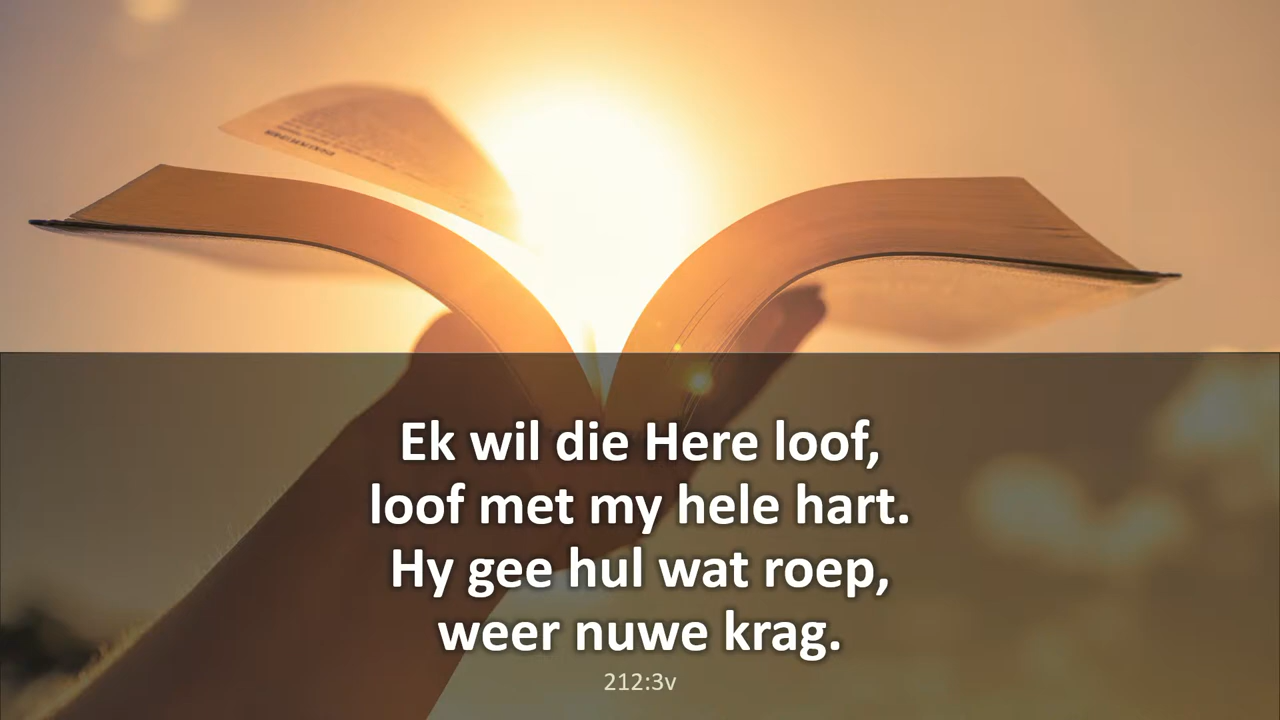 Ek wil die Here loof,
loof met my hele hart.
Hy gee hul wat roep,
weer nuwe krag.
212:3v